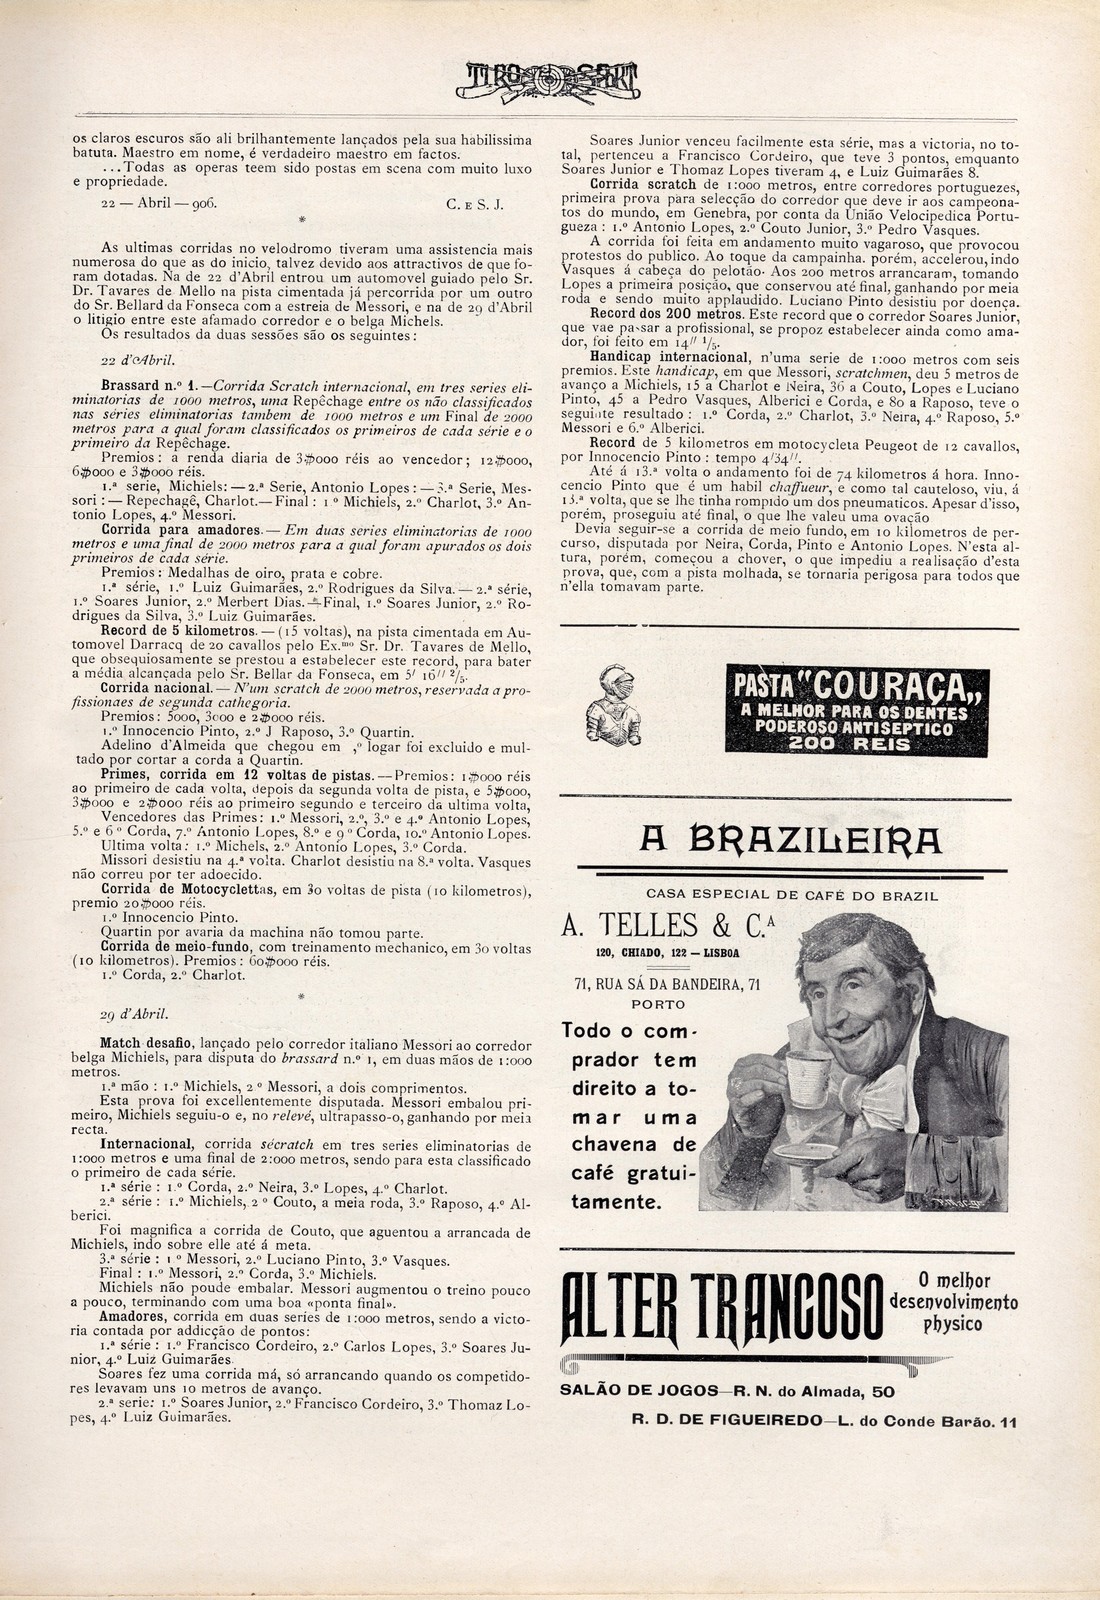 TIRO SPORT
os claros escuros são ali brilhantemente lançados pela sua habilissima
batuta. Maestro em nome, é verdadeiro maestro em factos.
...Todas as operas teem sido postas em scena com muito luxo
e propriedade.
22 — Abril — 906. C. E S. J.
*
As ultimas corridas no velodromo tiveram uma assistencia mais
numerosa do que as do inicio, talvez devido aos attractivos de que fo-
ram dotadas. Na de 22 d'Abril entrou um automovel guiado pelo Sr.
Dr. Tavares de Mello na pista cimentada já percorrida por um outro
do Sr. Bellard da Fonseca com a estreia de Messori, e na de 29 d'Abril
o litigio entre este afamado corredor e o belga Michels.
Os resultados da duas sessões são os seguintes:
22 d'Abril.
Brassard n.º 1.—Corrida Scratch internacional, em tres series eli-
minatorias de 1000 metros, uma Repêchage entre os não classificados
nas séries eliminatorias tambem de 1000 metros e um Final de 2000
metros para a qual foram classificados os primeiros de cada série e o
primeiro da Repêchage.
Premios: a renda diaria de 3$000 réis ao vencedor; 12$000,
6$000 e 3$000 réis.
1.ª serie, Michiels:—2.ª Serie, Antonio Lopes:—3.ª Serie, Mes-
sori:—Repechagê, Charlot.—Final: 1 º Michiels, 2.º Charlot, 3.º An-
tonio Lopes, 4.º Messori.
Corrida para amadores.—Em duas series eliminatorias de 1000
metros e uma final de 2000 metros para a qual foram apurados os dois
primeiros de cada série.
Premios: Medalhas de oiro, prata e cobre.
1.ª série, 1.º Luiz Guimarães, 2.º Rodrigues da Silva.—2.ª série,
1.º Soares Junior, 2.º Merbert Dias.—Final, 1.º Soares Junior, 2.º Ro-
drigues da Silva, 3.º Luiz Guimarães.
Record de 5 kilometros.—(15 voltas), na pista cimentada em Au-
tomovel Darracq de 20 cavallos pelo Ex.mo Sr. Dr. Tavares de Mello,
que obsequiosamente se prestou a estabelecer este record, para bater
a média alcançada pelo Sr. Bellar da Fonseca, em 5' 16'' 2/5.
Corrida nacional.—N'um scratch de 2000 metros, reservada a pro-
fissionaes de segunda cathegoria.
Premios: 5000, 3000 e 2$000 réis.
1.º Innocencio Pinto, 2.º J Raposo, 3.º Quartin.
Adelino d'Almeida que chegou em ,º logar foi excluido e mul-
tado por cortar a corda a Quartin.
Primes, corrida em 12 voltas de pistas.—Premios: 1$000 réis
ao primeiro de cada volta, depois da segunda volta de pista, e 5$000,
3$000 e 2$000 réis ao primeiro segundo e terceiro da ultima volta,
Vencedores das Primes: 1.º Messori, 2.º, 3.º e 4.º Antonio Lopes,
5.º e 6 º Corda, 7.º Antonio Lopes, 8.º e 9 º Corda, 10.º Antonio Lopes.
Ultima volta: 1.º Michels, 2.º Antonio Lopes, 3.º Corda.
Missori desistiu na 4.ª volta. Charlot desistiu na 8.ª volta. Vasques
não correu por ter adoecido.
Corrida de Motocyclettas, em 30 voltas de pista (10 kilometros),
premio 20$000 réis.
1.º Innocencio Pinto.
Quartin por avaria da machina não tomou parte.
Corrida de meio-fundo, com treinamento mechanico, em 30 voltas
(10 kilometros). Premios: 60$000 réis.
1.º Corda, 2.º Charlot.
*
29 d'Abril.
Match desafio, lançado pelo corredor italiano Messori ao corredor
belga Michiels, para disputa do brassard n.º 1, em duas mãos de 1:000
metros.
1.ª mão: 1.º Michiels, 2 º Messori, a dois comprimentos.
Esta prova foi excellentemente disputada. Messori embalou pri-
meiro, Michiels seguiu-o e, no relevé, ultrapasso-o, ganhando por meia
recta.
Internacional, corrida sécratch em tres series eliminatorias de
1:000 metros e uma final de 2:000 metros, sendo para esta classificado
o primeiro de cada série.
1.ª série: 1.º Corda, 2.º Neira, 3.º Lopes, 4.º Charlot.
2.ª série: 1.º Michiels, 2 º Couto, a meia roda, 3.º Raposo, 4.º Al-
berici.
Foi magnifica a corrida de Couto, que aguentou a arrancada de
Michiels, indo sobre elle até á meta.
3.ª série: 1 º Messori, 2.º Luciano Pinto, 3.º Vasques.
Final: 1.º Messori, 2.º Corda, 3.º Michiels.
Michiels não poude embalar. Messori augmentou o treino pouco
a pouco, terminando com uma boa «ponta final».
Amadores, corrida em duas series de 1:000 metros, sendo a victo-
ria contada por addicção de pontos:
1.ª série: 1.º Francisco Cordeiro, 2.º Carlos Lopes, 3.º Soares Ju-
nior, 4.º Luiz Guimarães.
Soares fez uma corrida má, só arrancando quando os competido-
res levavam uns 10 metros de avanço.
2.ª serie: 1.º Soares Junior, 2.º Francisco Cordeiro, 3.º Thomaz Lo-
pes, 4.º Luiz Guimarães.
Soares Junior venceu facilmente esta série, mas a victoria, no to-
tal, pertenceu a Francisco Cordeiro, que teve 3 pontos, emquanto
Soares Junior e Thomaz Lopes tiveram 4, e Luiz Guimarães 8.
Corrida scratch de 1:000 metros, entre corredores portuguezes,
primeira prova para selecção do corredor que deve ir aos campeona-
tos do mundo, em Genebra, por conta da União Velocipedica Portu-
gueza: 1.º Antonio Lopes, 2.º Couto Junior, 3.º Pedro Vasques.
A corrida foi feita em andamento muito vagaroso, que provocou
protestos do publico. Ao toque da campainha. porém, accelerou, indo
Vasques á cabeça do pelotão. Aos 200 metros arrancaram, tomando
Lopes a primeira posição, que conservou até final, ganhando por meia
roda e sendo muito applaudido. Luciano Pinto desistiu por doença.
Record dos 200 metros. Este record que o corredor Soares Junior,
que vae passar a profissional, se propoz estabelecer ainda como ama-
dor, foi feito em 14'' 1/5.
Handicap internacional, n'uma serie de 1:000 metros com seis
premios. Este handicap, em que Messori, scratchmen, deu 5 metros de
avanço a Michiels, 15 a Charlot e Neira, 36 a Couto, Lopes e Luciano
Pinto, 45 a Pedro Vasques, Alberici e Corda, e 80 a Raposo, teve o
seguinte resultado: 1.º Corda, 2.º Charlot, 3.º Neira, 4.º Raposo, 5.º
Messori e 6.º Alberici.
Record de 5 kilometros em motocycleta Peugeot de 12 cavallos,
por Innocencio Pinto: tempo 4'34''.
Até á 13.ª volta o andamento foi de 74 kilometros á hora. Inno-
cencio Pinto que é um habil chaffueur, e como tal cauteloso, viu, á
13.ª volta, que se lhe tinha rompido um dos pneumaticos. Apesar d'isso,
porém, proseguiu até final, o que lhe valeu uma ovação
Devia seguir-se a corrida de meio fundo, em 10 kilometros de per-
curso, disputada por Neira, Corda, Pinto e Antonio Lopes. N'esta al-
tura, porém, começou a chover, o que impediu a realisação d'esta
prova, que, com a pista molhada, se tornaria perigosa para todos que
n'ella tomavam parte.
PASTA "COURAÇA,,
A MELHOR PARA OS DENTES
PODEROSO ANTISEPTICO
200 REIS
A BRAZILEIRA
CASA ESPECIAL DE CAFÉ DO BRAZIL
A. TELLES & C.A
120, CHIADO, 122 — LISBOA
71, RUA SÁ DA BANDEIRA, 71
PORTO
Todo o com-
prador tem
direito a to-
mar uma
chavena de
café gratui-
tamente.
ALTER TRANCOSO
O melhor
desenvolvimento
physico
SALÃO DE JOGOS—R. N. do Almada, 50
R. D. DE FIGUEIREDO—L. do Conde Barão. 11